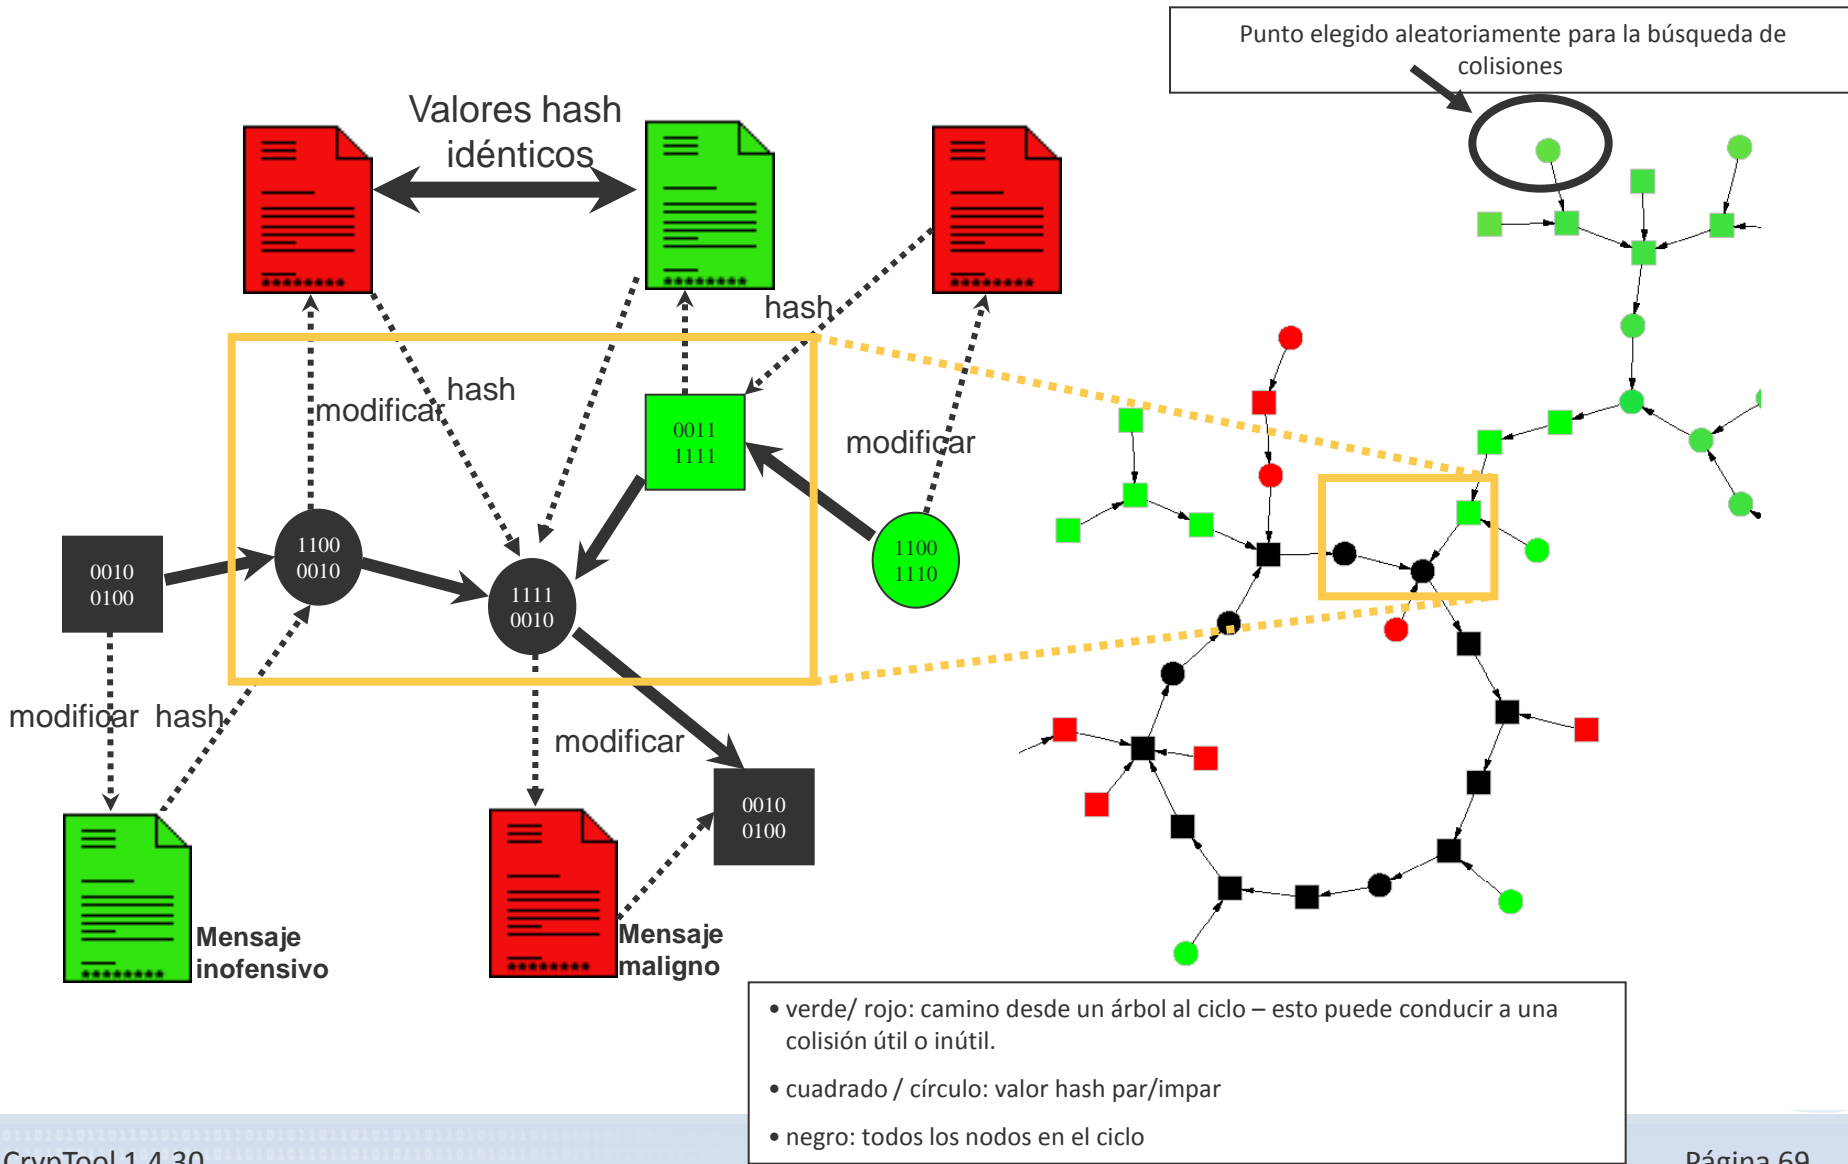 Punto elegido aleatoriamente para la búsqueda de
colisiones
Valores hash
idénticos
hash
modificar
hash
modificar
0011
1111
1100
0010
1100
1110
0010
0100
1111
0010
modificar hash
modificar
0010
0100
Mensaje
inofensivo
Mensaje
maligno
• verde/ rojo: camino desde un árbol al ciclo – esto puede conducir a una
colisión útil o inútil.
• cuadrado / círculo: valor hash par/impar
• negro: todos los nodos en el ciclo
CrypTool 1.4.30
Página 69